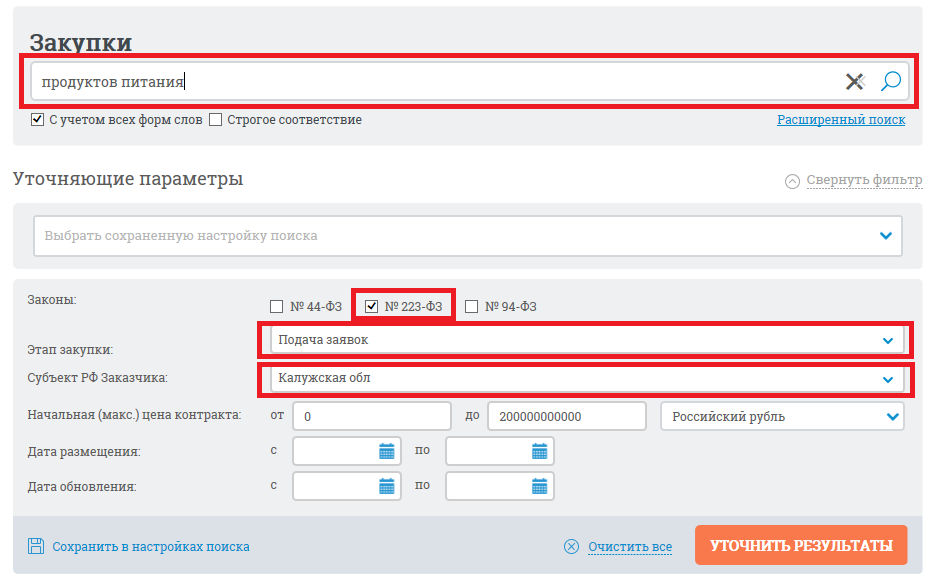 Закупки
продуктов питания
С учетом всех форм слов Строгое соответствие Расширенный поиск
Уточняющие параметры Свернуть фильтр
Выбрать сохраненную настройку поиска
Законы: № 44-ФЗ № 223-ФЗ № 94-ФЗ
Этап закупки: Подача заявок
Субъект РФ Заказчика: Калужская обл
Начальная (макс.) цена контракта: от 0 до 200000000000 Российский рубль
Дата размещения: с по
Дата обновления: с по
Сохранить в настройках поиска Очистить все УТОЧНИТЬ РЕЗУЛЬТАТЫ